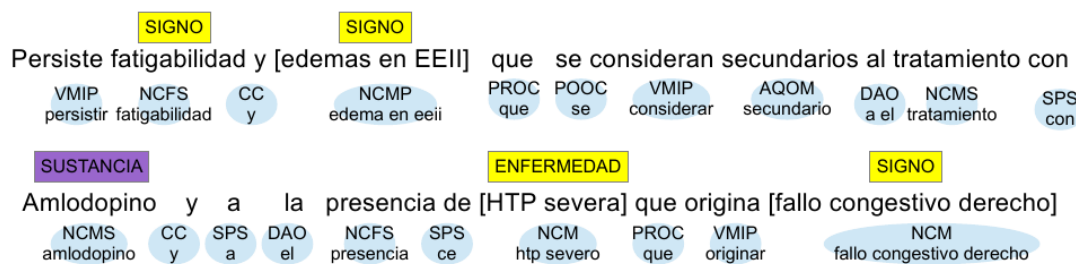 SIGNO SIGNO
Persiste fatigabilidad y [edemas en EEII] que se consideran secundarios al tratamiento con
VMIP NCFS CC NCMP PROC POOC VMIP AQOM DAO NCMS SPS
persistir fatigabilidad y edema en eeii que se considerar secundario a el tratamiento con
SUSTANCIA ENFERMEDAD SIGNO
Amlodopino y a la presencia de [HTP severa] que origina [fallo congestivo derecho]
NCMS CC SPS DAO NCFS SPS NCM PROC VMIP NCM
amlodopino y a el presencia ce htp severo que originar fallo congestivo derecho